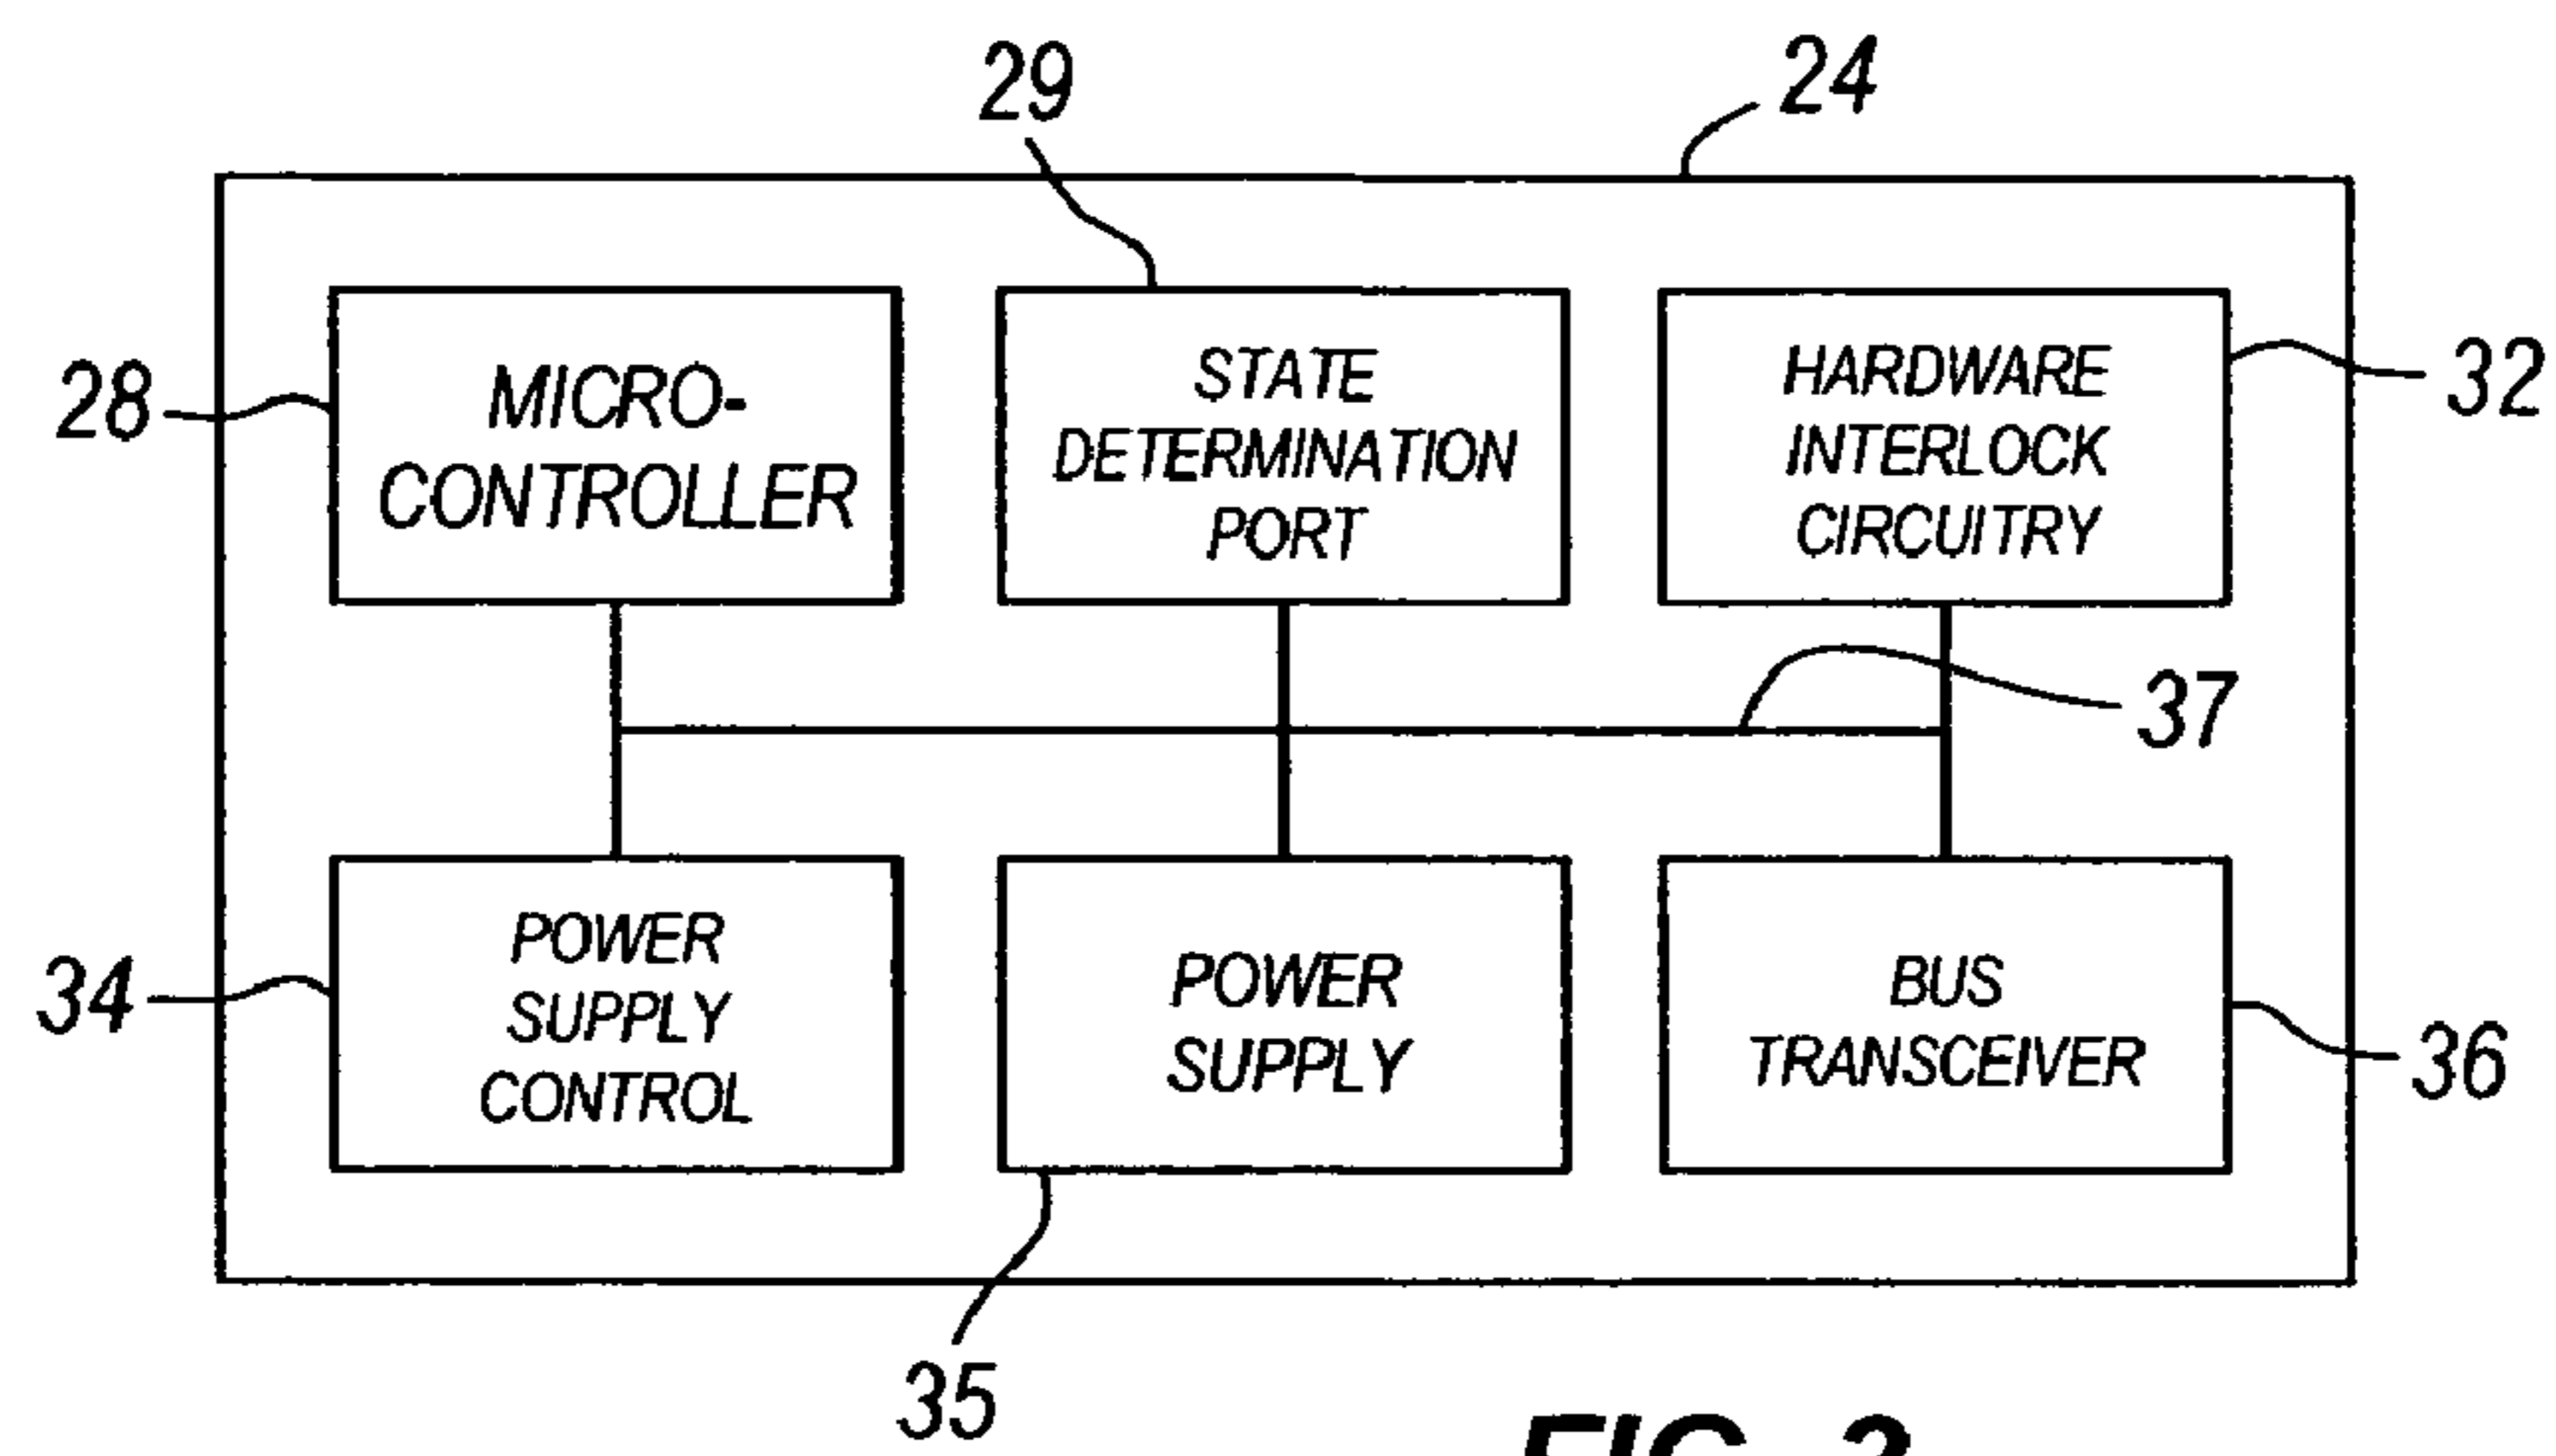 29
24
28
MICRO-
CONTROLLER
STATE
DETERMINATION
PORT
HARDWARE
INTERLOCK
CIRCUITRY
32
37
34
POWER
SUPPLY
CONTROL
POWER
SUPPLY
BUS
TRANSCEIVER
36
35
FIG.